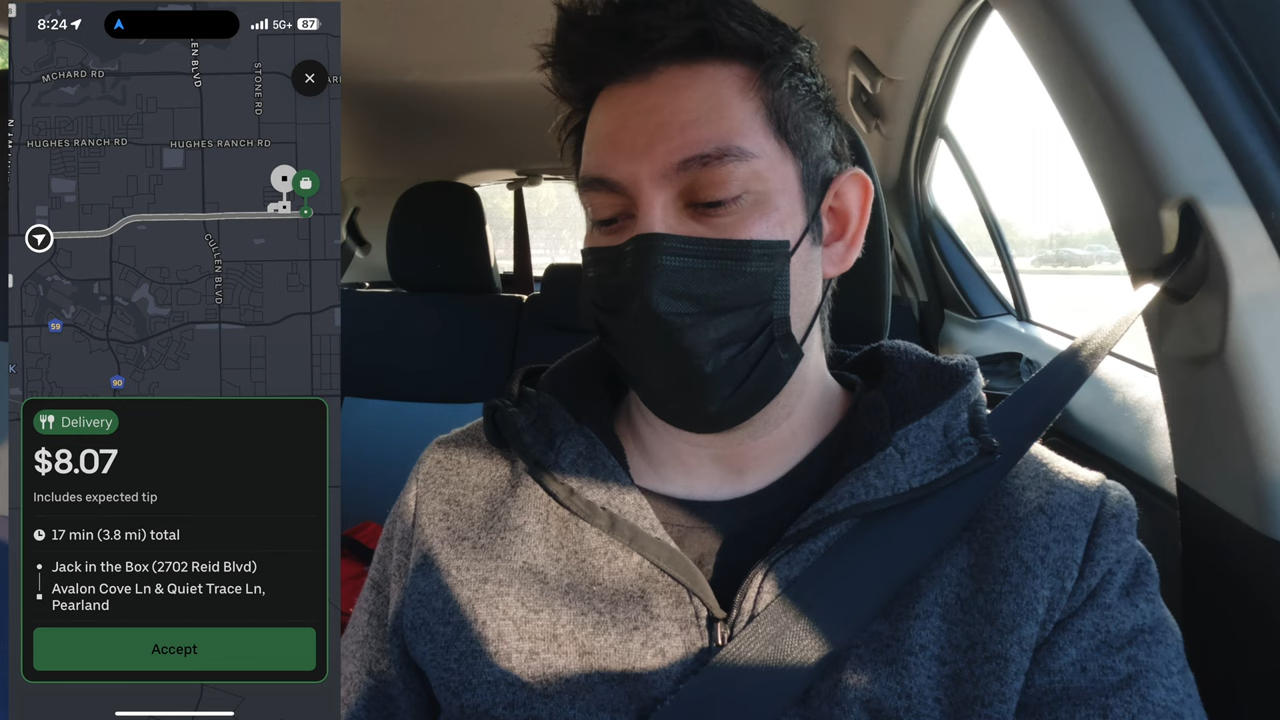 8:24
5G+
87
MCHARD RD
EN BLVD
STONE RD
HUGHES RANCH RD
HUGHES RANCH RD
CULLEN BLVD
59
90
K
Delivery
$8.07
Includes expected tip
17 min (3.8 mi) total
Jack in the Box (2702 Reid Blvd)
Avalon Cove Ln & Quiet Trace Ln,
Pearland
Accept